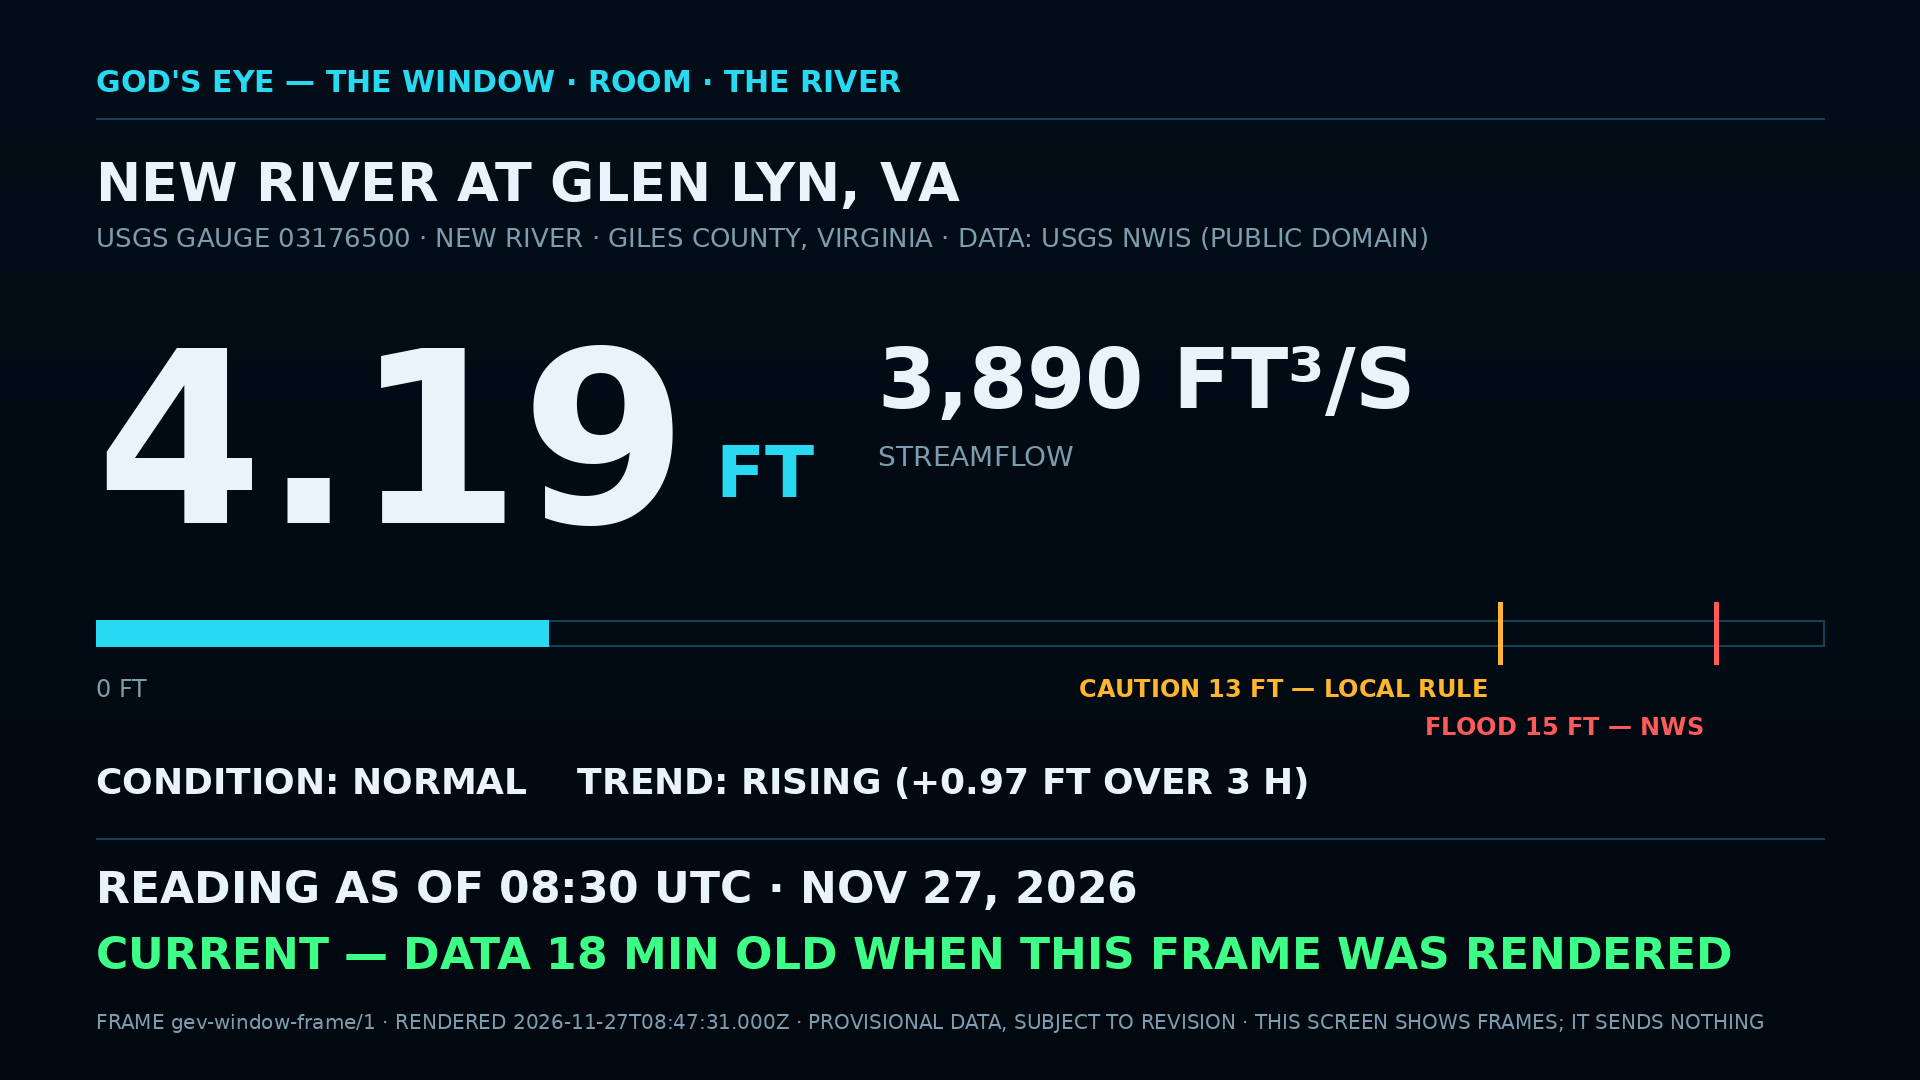 GOD'S EYE — THE WINDOW · ROOM · THE RIVER
NEW RIVER AT GLEN LYN, VA
USGS GAUGE 03176500 · NEW RIVER · GILES COUNTY, VIRGINIA · DATA: USGS NWIS (PUBLIC DOMAIN)
4.19 FT
3,890 FT³/S
STREAMFLOW
0 FT
CAUTION 13 FT — LOCAL RULE
FLOOD 15 FT — NWS
CONDITION: NORMAL TREND: RISING (+0.97 FT OVER 3 H)
READING AS OF 08:30 UTC · NOV 27, 2026
CURRENT — DATA 18 MIN OLD WHEN THIS FRAME WAS RENDERED
FRAME gev-window-frame/1 · RENDERED 2026-11-27T08:47:31.000Z · PROVISIONAL DATA, SUBJECT TO REVISION · THIS SCREEN SHOWS FRAMES; IT SENDS NOTHING